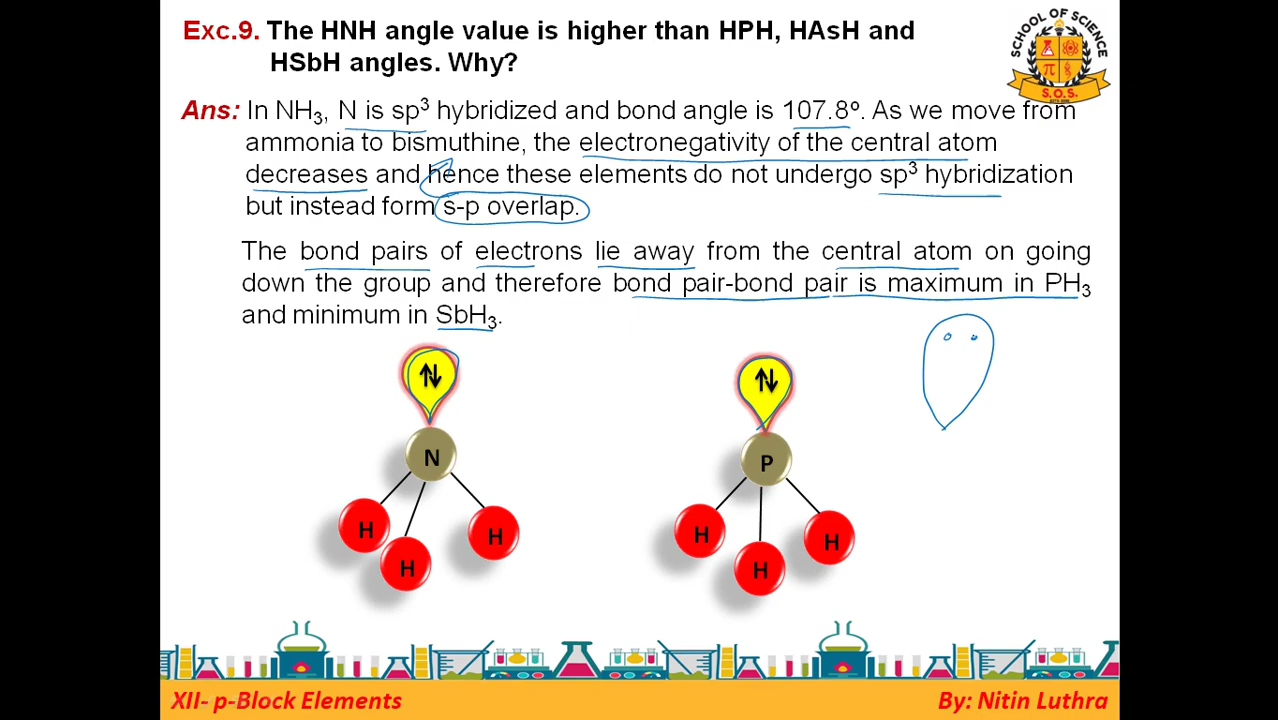 Exc.9. The HNH angle value is higher than HPH, HAsH and
HSbH angles. Why?
SCHOOL OF SCIENCE
π
S.O.S.
Ans: In NH₃, N is sp³ hybridized and bond angle is 107.8º. As we move from
ammonia to bismuthine, the electronegativity of the central atom
decreases and hence these elements do not undergo sp³ hybridization
but instead form s-p overlap.
The bond pairs of electrons lie away from the central atom on going
down the group and therefore bond pair-bond pair is maximum in PH₃
and minimum in SbH₃.
N
H
H
H
P
H
H
H
XII- p-Block Elements
By: Nitin Luthra